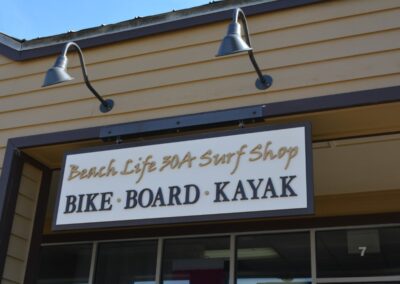 Beach Life 30A Surf Shop
BIKE · BOARD · KAYAK
7